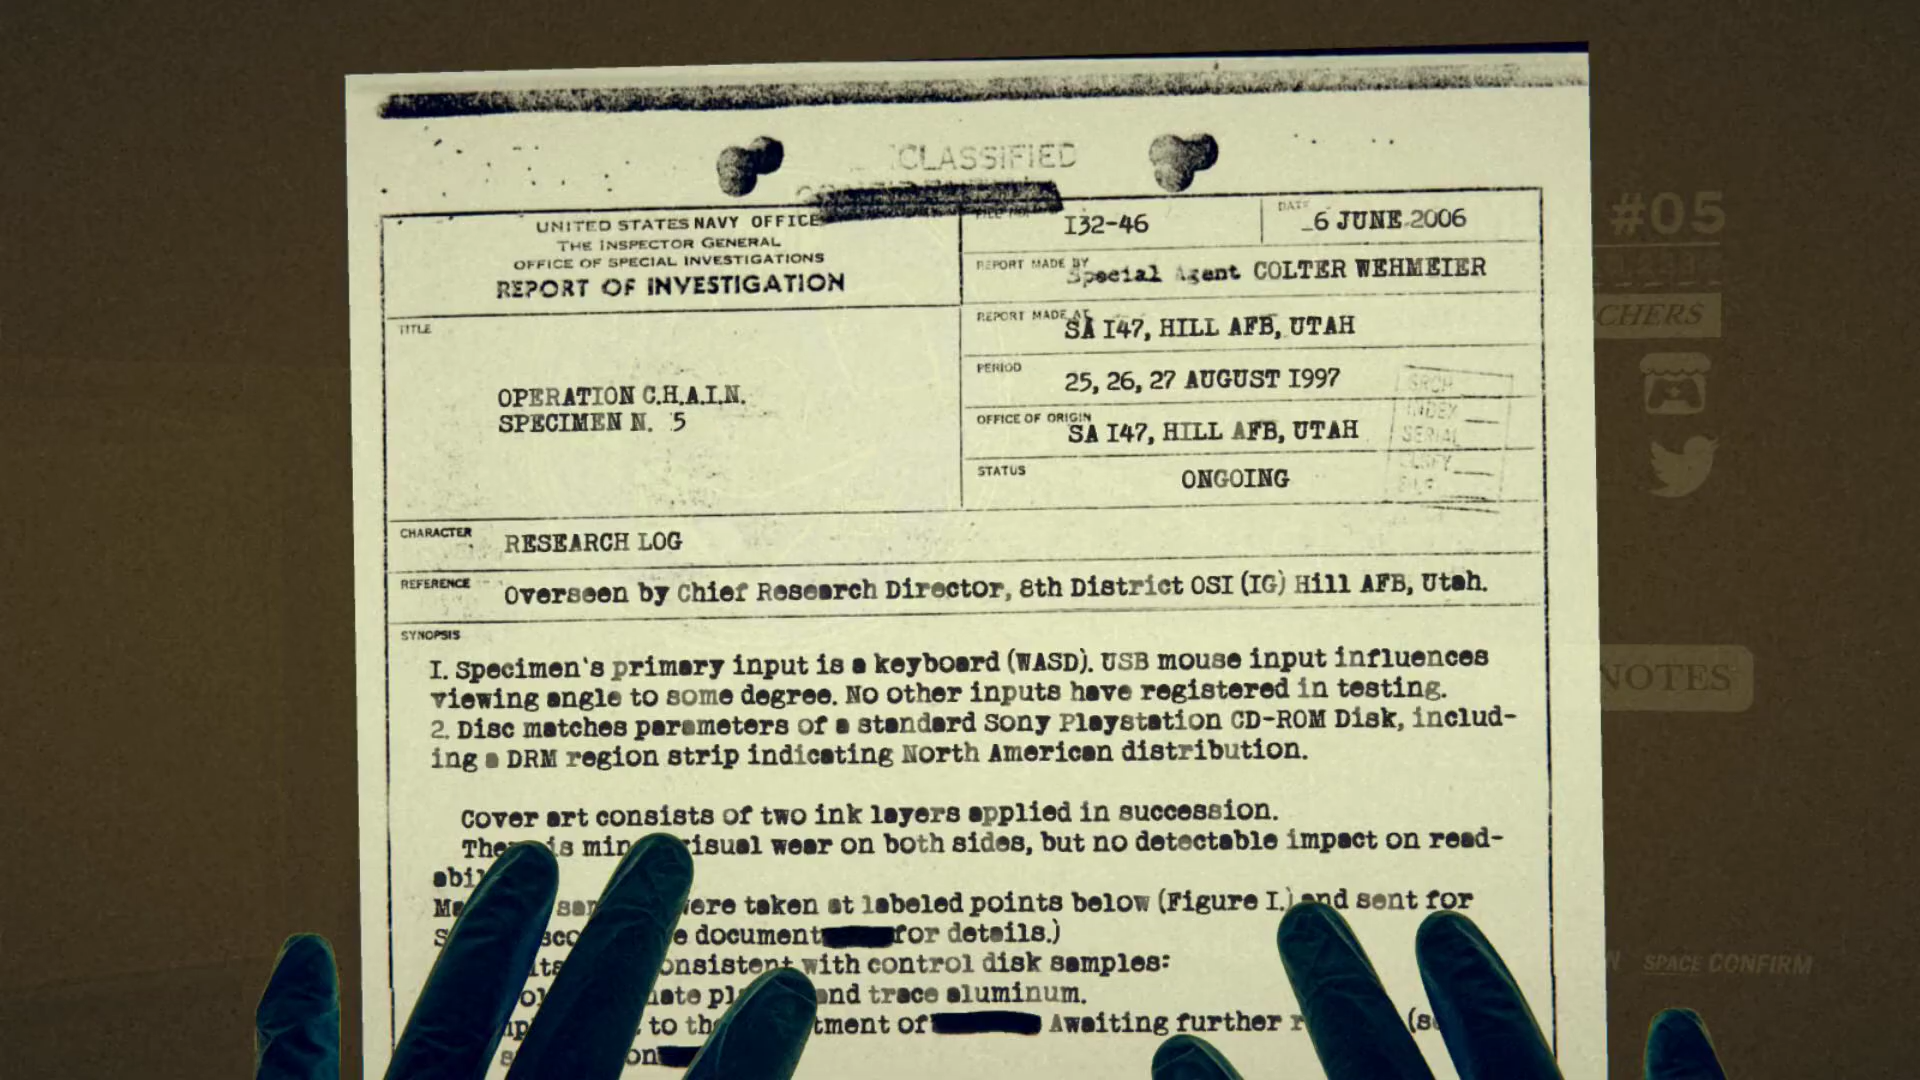 CLASSIFIED
UNITED STATES NAVY OFFICE
THE INSPECTOR GENERAL
OFFICE OF SPECIAL INVESTIGATIONS
REPORT OF INVESTIGATION
FILE NO.
I32-46
DATE
6 JUNE 2006
REPORT MADE BY
Special Agent COLTER WEHMEIER
REPORT MADE AT
SA I47, HILL AFB, UTAH
PERIOD
25, 26, 27 AUGUST I997
OFFICE OF ORIGIN
SA I47, HILL AFB, UTAH
STATUS
ONGOING
SRCH
INDEX
SERIAL
TITLE
OPERATION C.H.A.I.N.
SPECIMEN N. 5
CHARACTER
RESEARCH LOG
REFERENCE
Overseen by Chief Research Director, 8th District OSI (IG) Hill AFB, Utah.
SYNOPSIS
I. Specimen's primary input is a keyboard (WASD). USB mouse input influences
viewing angle to some degree. No other inputs have registered in testing.
2. Disc matches parameters of a standard Sony Playstation CD-ROM Disk, includ-
ing a DRM region strip indicating North American distribution.
Cover art consists of two ink layers applied in succession.
is visual wear on both sides, but no detectable impact on read-
were taken at labeled points below (Figure I.) and sent for
document for details.)
consistent with control disk samples:
and trace aluminum.
to the of Awaiting further
#05
CHERS
NOTES
SPACE CONFIRM